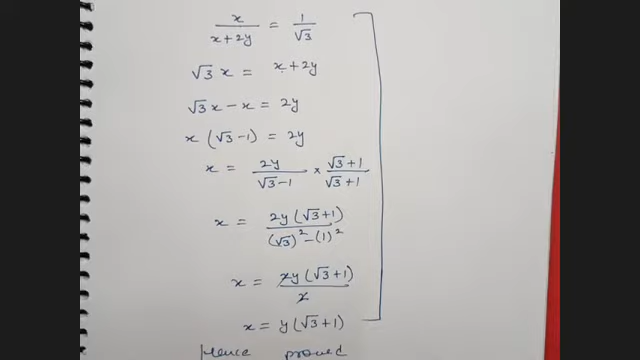 x/(x+2y) = 1/√3
√3 x = x+2y
√3x − x = 2y
x (√3−1) = 2y
x = 2y/(√3−1) × (√3+1)/(√3+1)
x = 2y(√3+1)/((√3)² − (1)²)
x = 2y(√3+1)/2
x = y(√3+1)
Hence proved